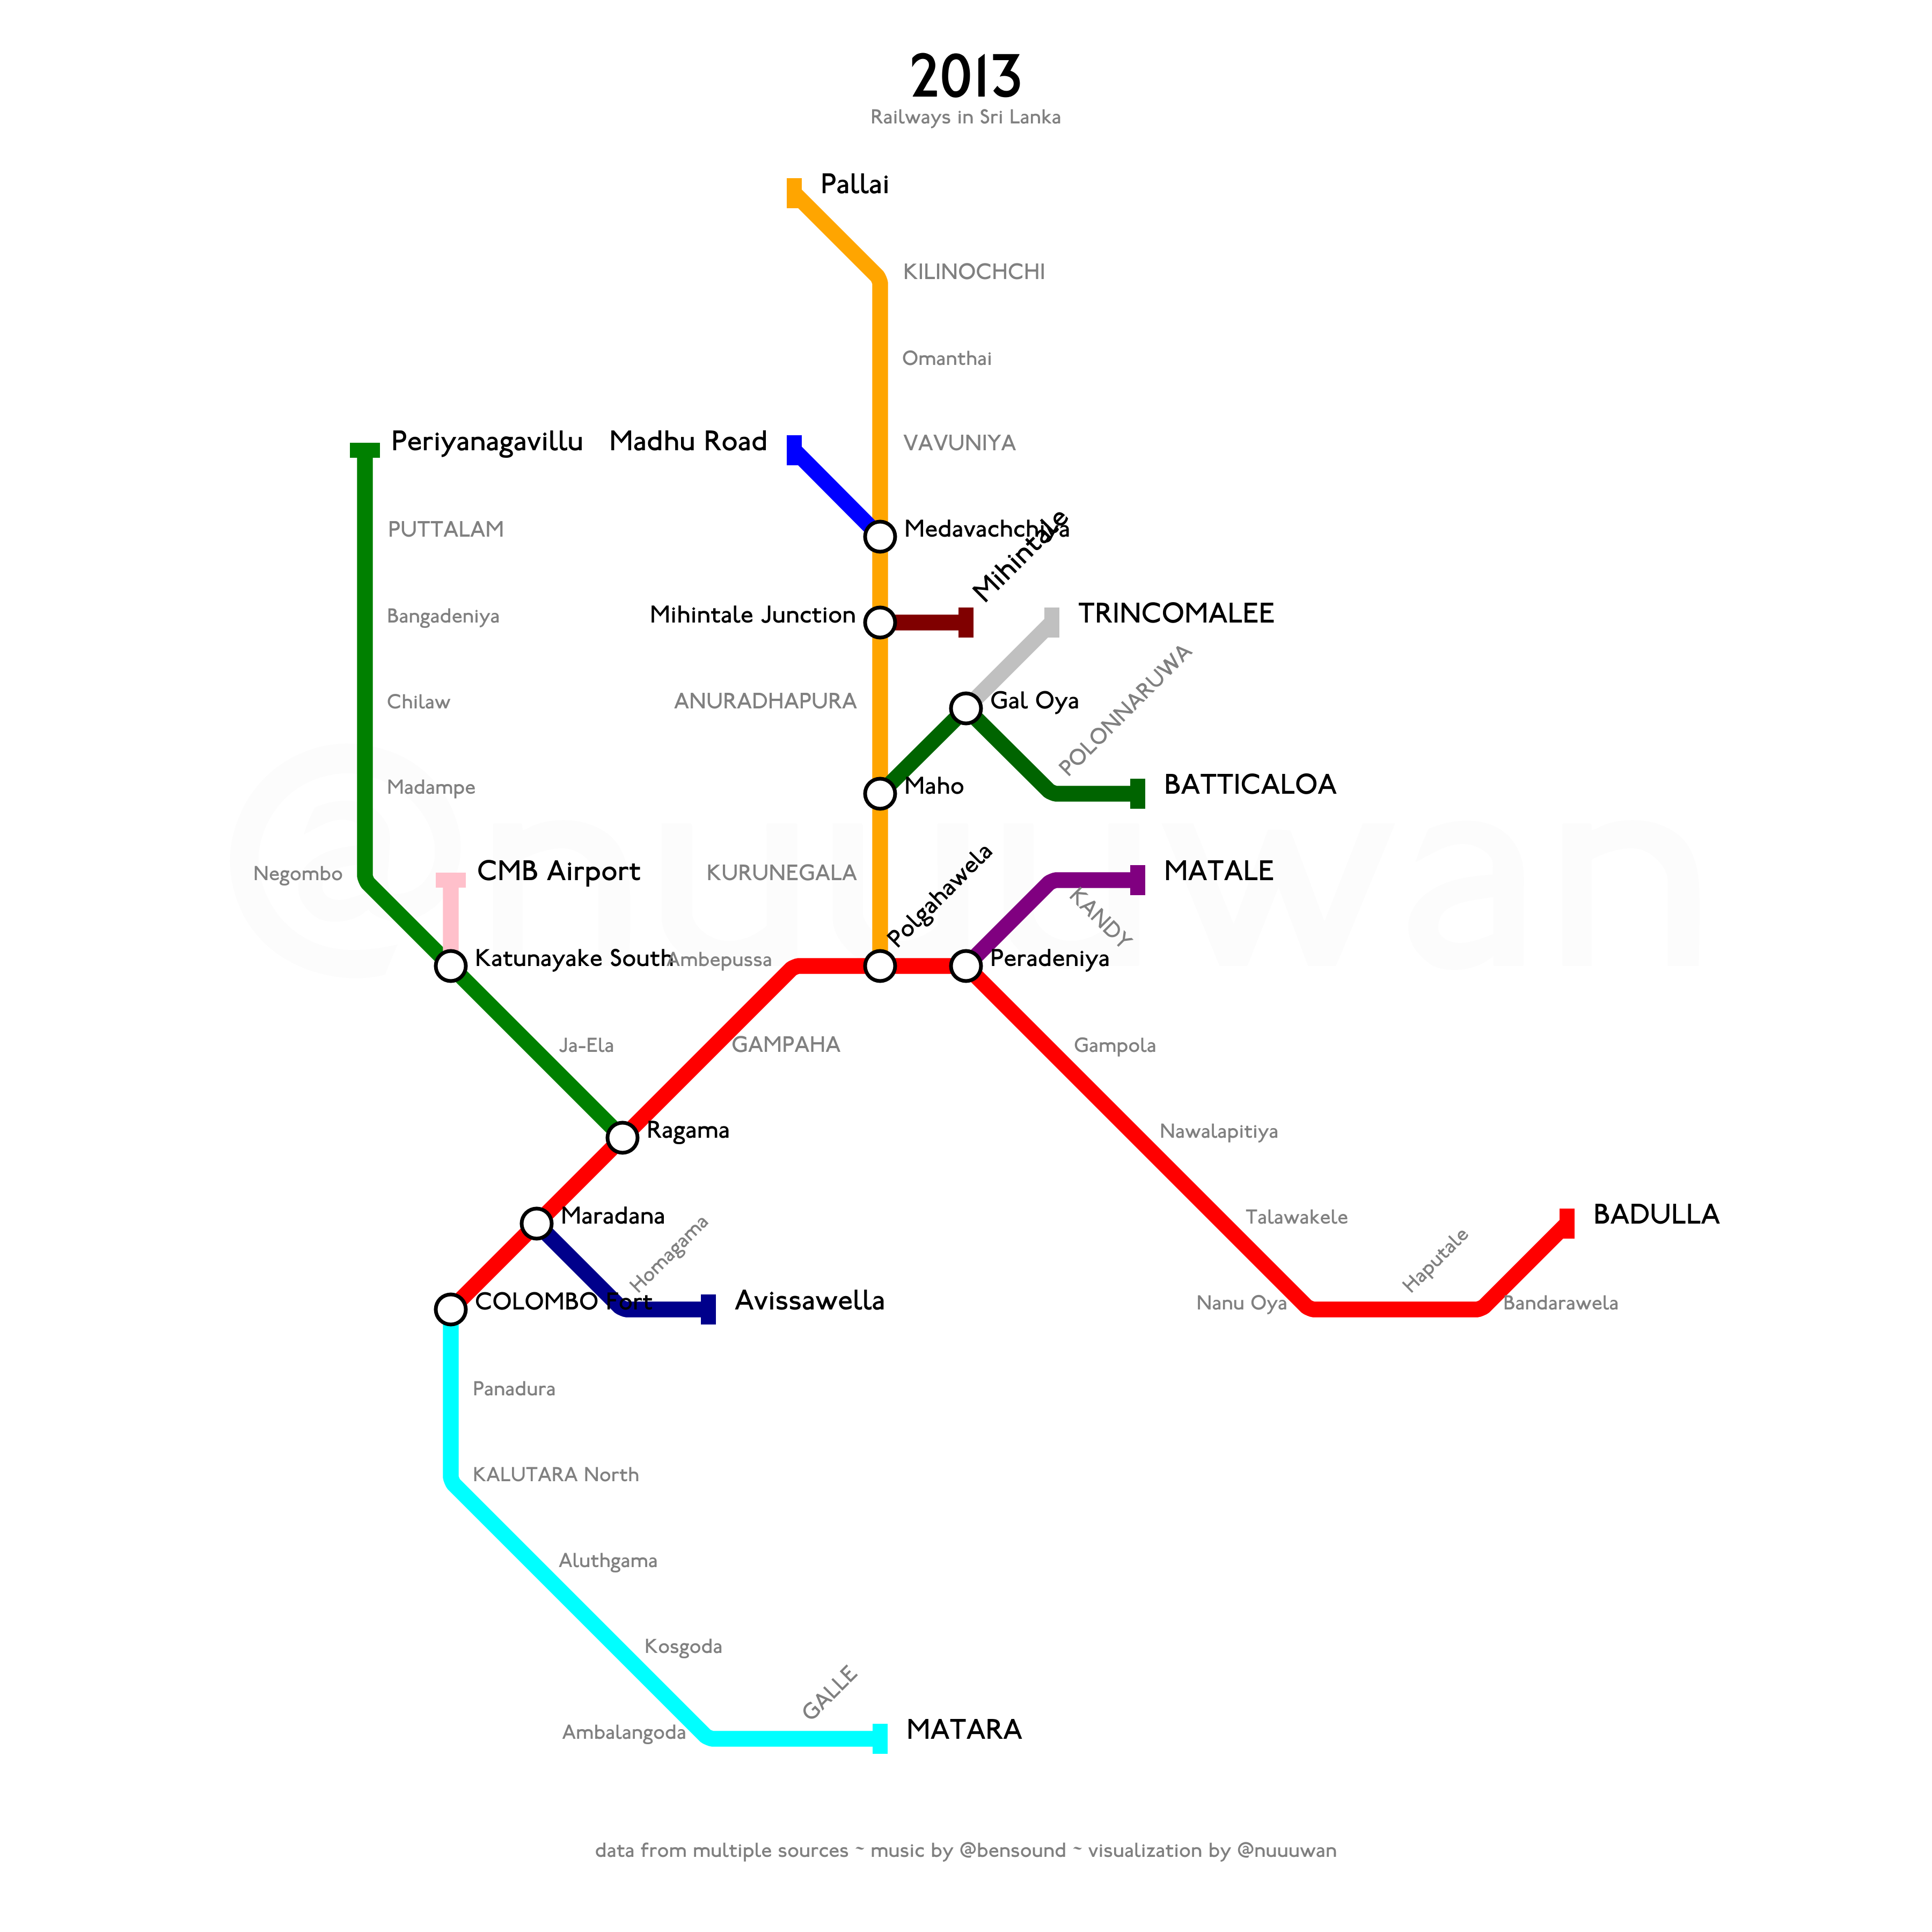 2013
Railways in Sri Lanka
Pallai
KILINOCHCHI
Omanthai
Periyanagavillu
Madhu Road
VAVUNIYA
PUTTALAM
Medavachchiya
Mihintale
Bangadeniya
Mihintale Junction
TRINCOMALEE
Chilaw
ANURADHAPURA
Gal Oya
POLONNARUWA
Madampe
Maho
BATTICALOA
@nuuuwan
Negombo
CMB Airport
KURUNEGALA
Polgahawela
MATALE
KANDY
Katunayake South
Ambepussa
Peradeniya
Ja-Ela
GAMPAHA
Gampola
Ragama
Nawalapitiya
Maradana
Homagama
Talawakele
Haputale
BADULLA
COLOMBO Fort
Avissawella
Nanu Oya
Bandarawela
Panadura
KALUTARA North
Aluthgama
Kosgoda
GALLE
Ambalangoda
MATARA
data from multiple sources ~ music by @bensound ~ visualization by @nuuuwan